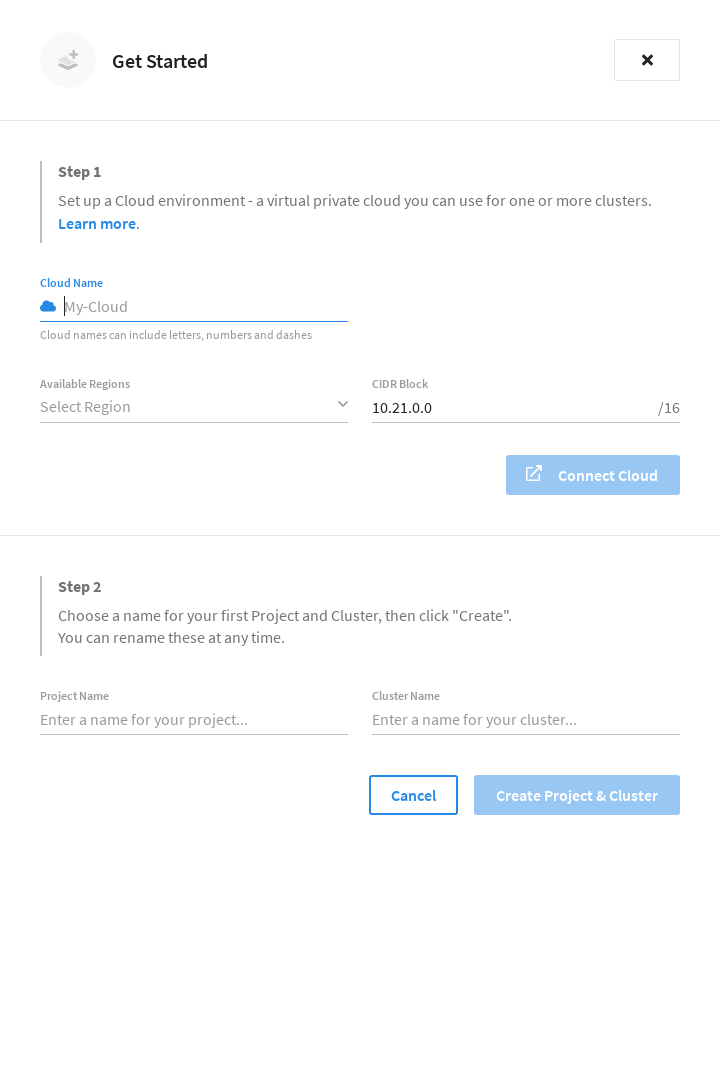 Get Started
Step 1
Set up a Cloud environment - a virtual private cloud you can use for one or more clusters.
Learn more.
Cloud Name
My-Cloud
Cloud names can include letters, numbers and dashes
Available Regions
CIDR Block
Select Region
10.21.0.0 /16
Connect Cloud
Step 2
Choose a name for your first Project and Cluster, then click "Create".
You can rename these at any time.
Project Name
Cluster Name
Enter a name for your project...
Enter a name for your cluster...
Cancel
Create Project & Cluster